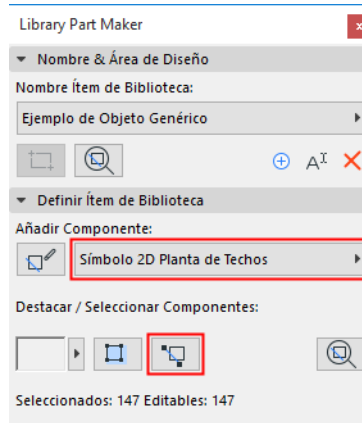 Library Part Maker
Nombre & Área de Diseño
Nombre Ítem de Biblioteca:
Ejemplo de Objeto Genérico
Definir Ítem de Biblioteca
Añadir Componente:
Símbolo 2D Planta de Techos
Destacar / Seleccionar Componentes:
Seleccionados: 147 Editables: 147